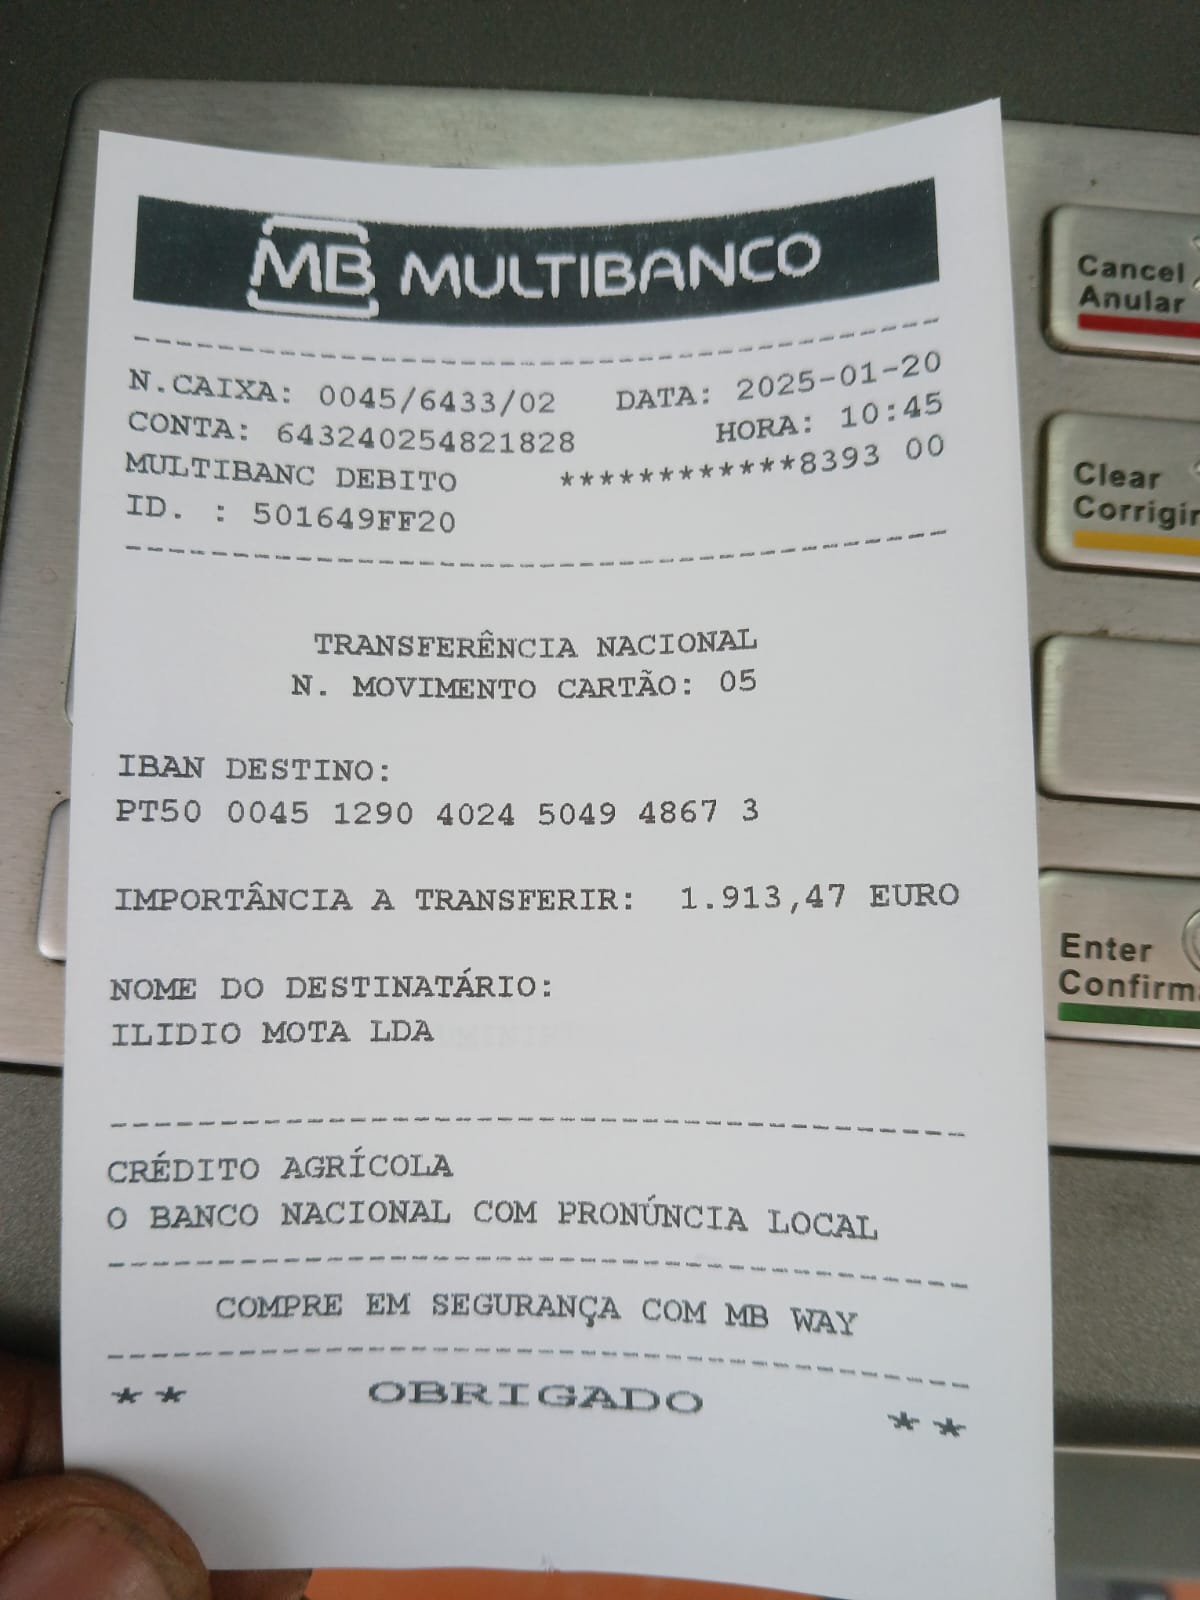 MB MULTIBANCO
N.CAIXA: 0045/6433/02 DATA: 2025-01-20
CONTA: 643240254821828 HORA: 10:45
MULTIBANC DEBITO ************8393 00
ID. : 501649FF20
TRANSFERÊNCIA NACIONAL
N. MOVIMENTO CARTÃO: 05
IBAN DESTINO:
PT50 0045 1290 4024 5049 4867 3
IMPORTÂNCIA A TRANSFERIR: 1.913,47 EURO
NOME DO DESTINATÁRIO:
ILIDIO MOTA LDA
CRÉDITO AGRÍCOLA
O BANCO NACIONAL COM PRONÚNCIA LOCAL
COMPRE EM SEGURANÇA COM MB WAY
** OBRIGADO **
Cancel
Anular
Clear
Corrigir
Enter